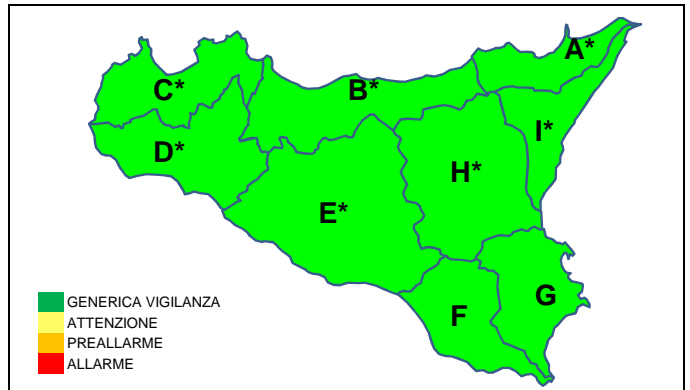 A*
C*
B*
I*
D*
H*
E*
G
F
GENERICA VIGILANZA
ATTENZIONE
PREALLARME
ALLARME